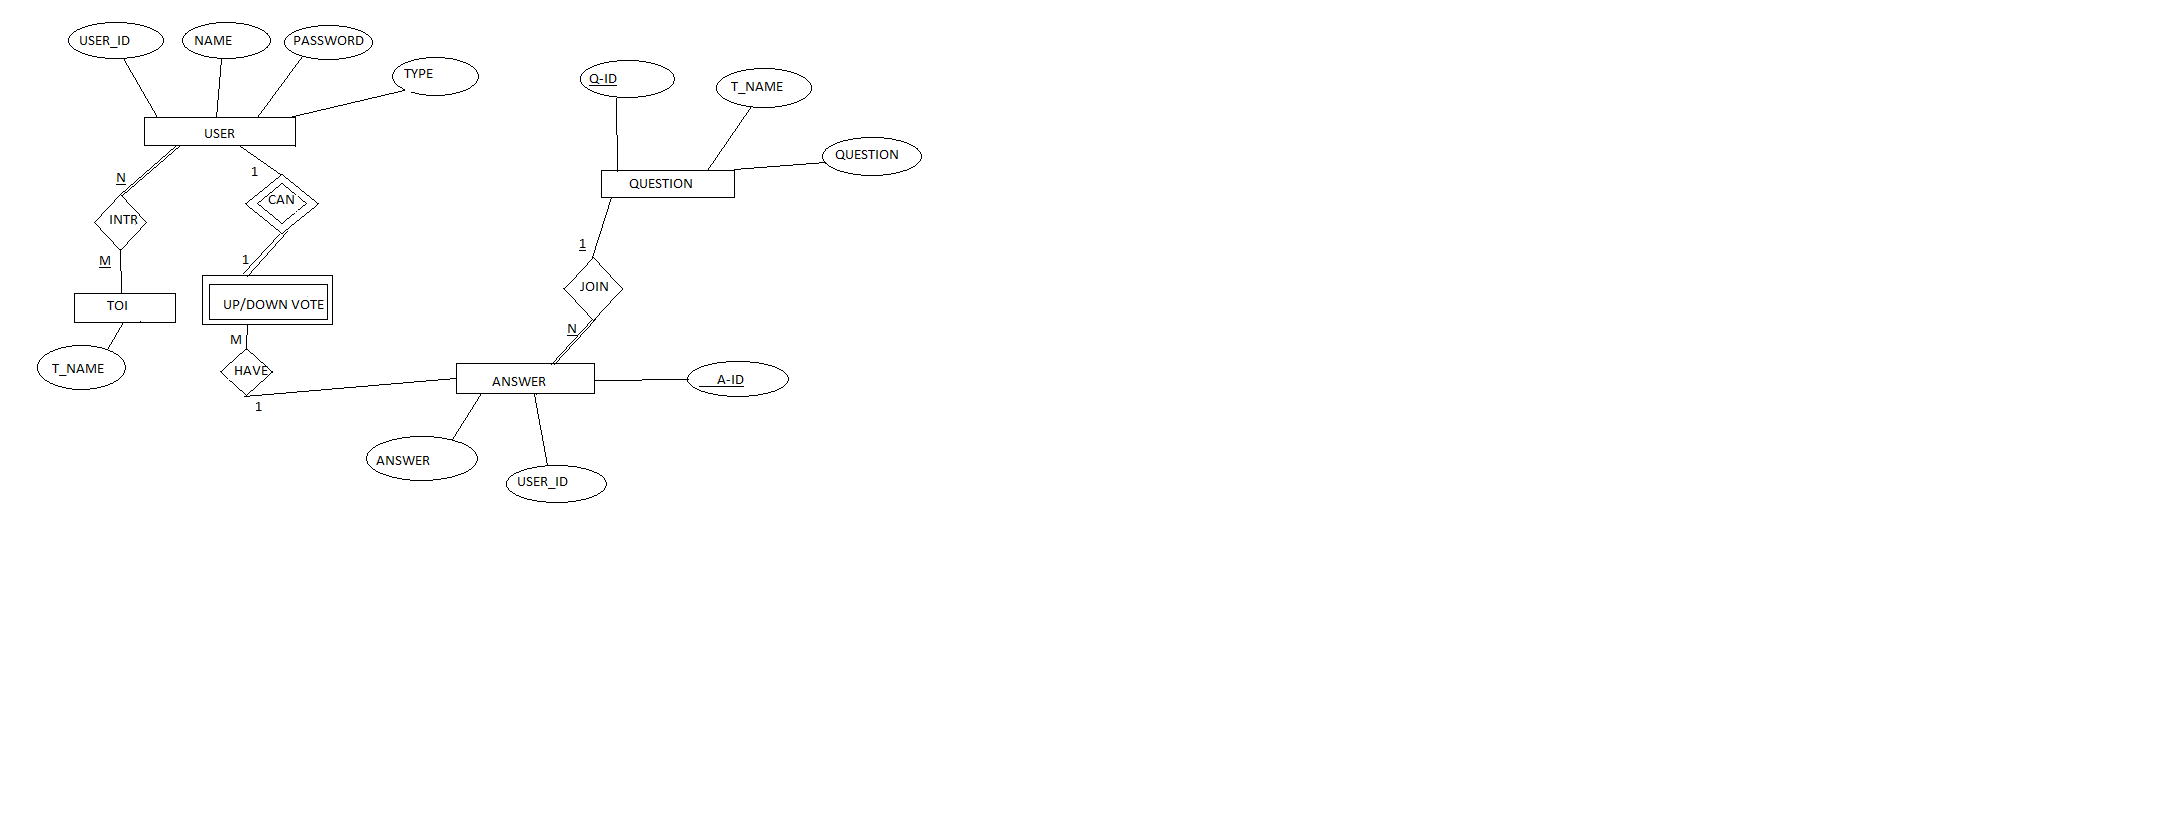 USER_ID
NAME
PASSWORD
TYPE
Q-ID
T_NAME
USER
QUESTION
1
N
QUESTION
CAN
INTR
1
1
M
JOIN
TOI
UP/DOWN VOTE
N
M
T_NAME
HAVE
ANSWER
A-ID
1
ANSWER
USER_ID